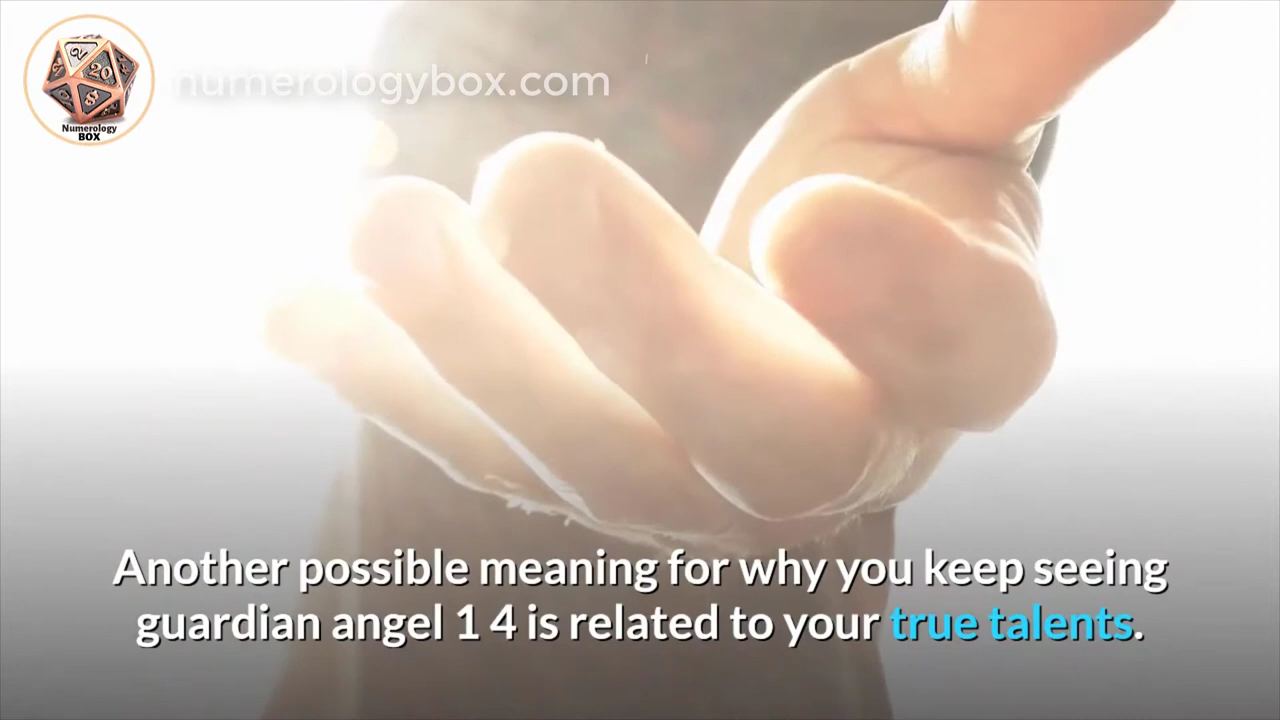 numerologybox.com
20
Numerology
BOX
Another possible meaning for why you keep seeing
guardian angel 1 4 is related to your true talents.